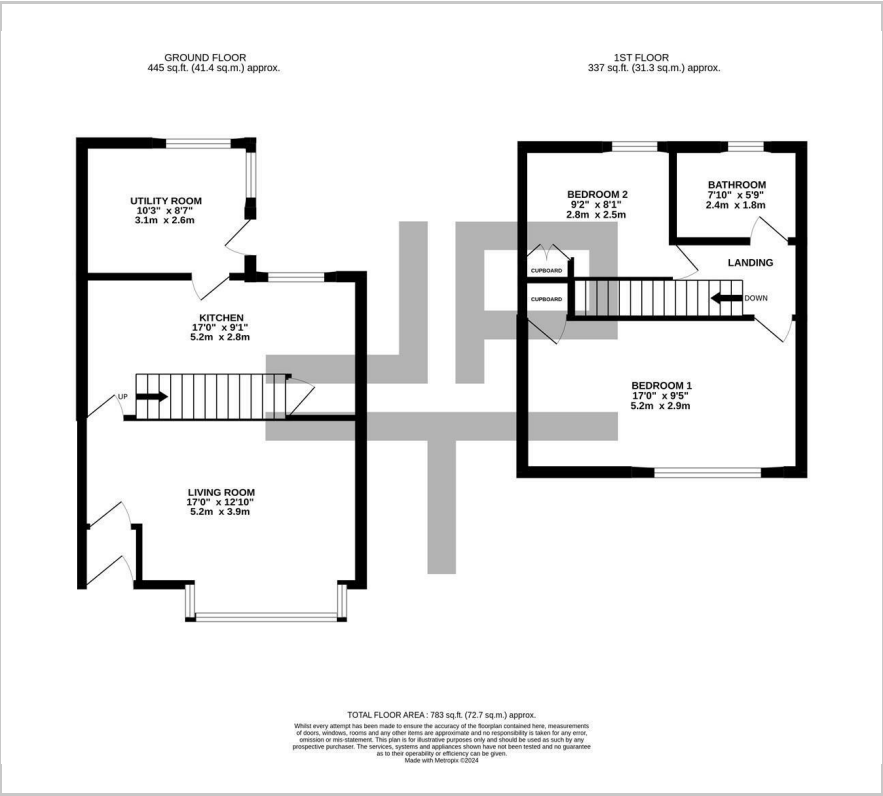 GROUND FLOOR
445 sq.ft. (41.4 sq.m.) approx.
1ST FLOOR
337 sq.ft. (31.3 sq.m.) approx.
UTILITY ROOM
10'3" x 8'7"
3.1m x 2.6m
KITCHEN
17'0" x 9'1"
5.2m x 2.8m
UP
LIVING ROOM
17'0" x 12'10"
5.2m x 3.9m
BEDROOM 2
9'2" x 8'1"
2.8m x 2.5m
BATHROOM
7'10" x 5'9"
2.4m x 1.8m
LANDING
CUPBOARD
CUPBOARD
DOWN
BEDROOM 1
17'0" x 9'5"
5.2m x 2.9m
TOTAL FLOOR AREA : 783 sq.ft. (72.7 sq.m.) approx.
Whilst every attempt has been made to ensure the accuracy of the floorplan contained here, measurements
of doors, windows, rooms and any other items are approximate and no responsibility is taken for any error,
omission or mis-statement. This plan is for illustrative purposes only and should be used as such by any
prospective purchaser. The services, systems and appliances shown have not been tested and no guarantee
as to their operability or efficiency can be given.
Made with Metropix ©2024